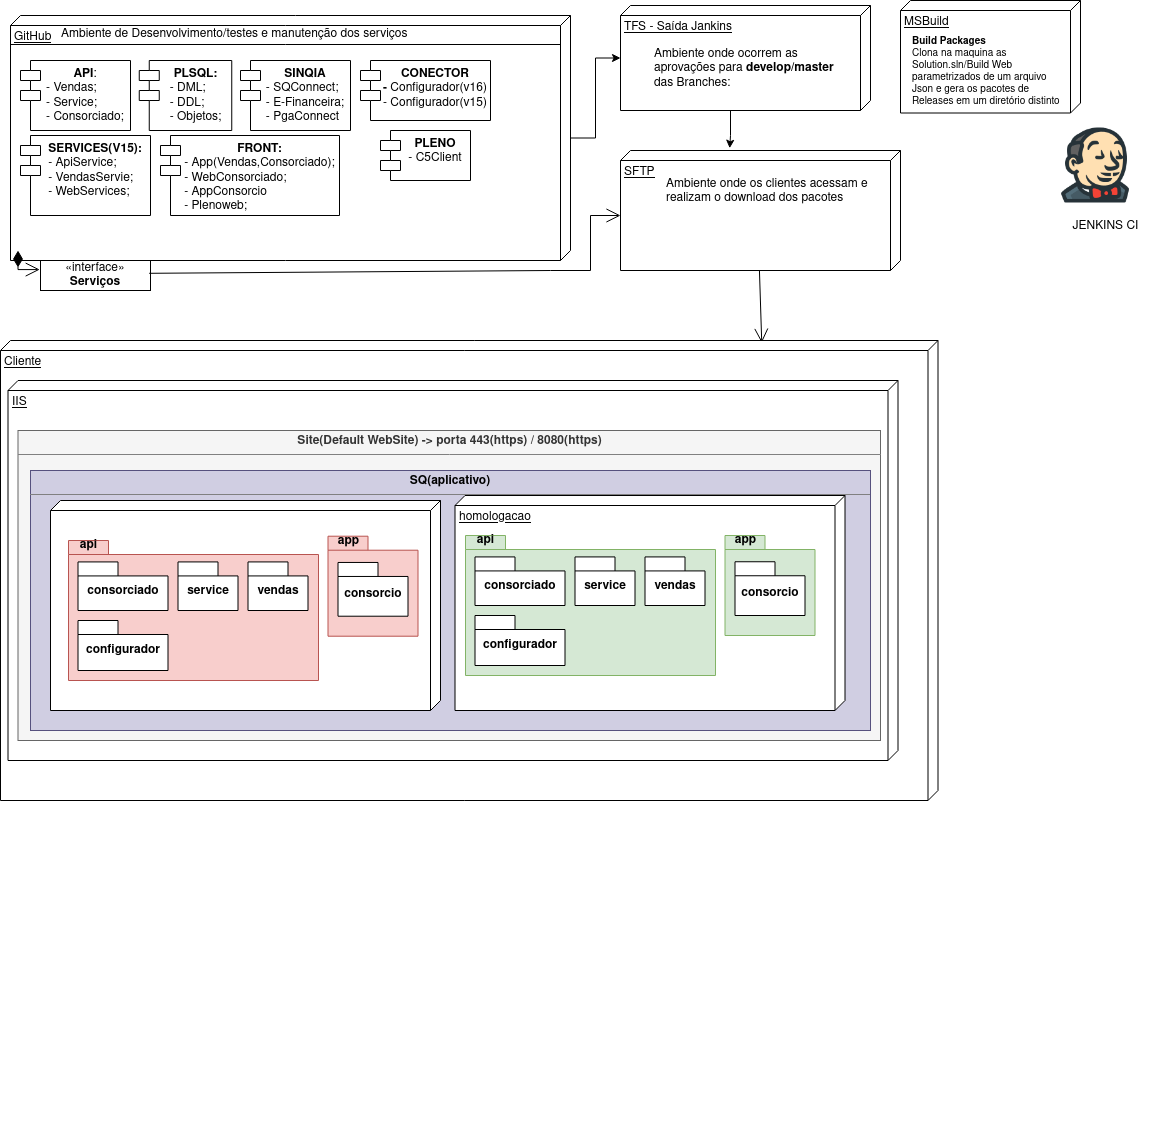 GitHub
Ambiente de Desenvolvimento/testes e manutenção dos serviços
API:
- Vendas;
- Service;
- Consorciado;
PLSQL:
- DML;
- DDL;
- Objetos;
SINQIA
- SQConnect;
- E-Financeira;
- PgaConnect
CONECTOR
- Configurador(v16)
- Configurador(v15)
SERVICES(V15):
- ApiService;
- VendasServie;
- WebServices;
FRONT:
- App(Vendas,Consorciado);
- WebConsorciado;
- AppConsorcio
- Plenoweb;
PLENO
- C5Client
«interface»
Serviços
TFS - Saída Jankins
Ambiente onde ocorrem as
aprovações para develop/master
das Branches:
SFTP
Ambiente onde os clientes acessam e
realizam o download dos pacotes
MSBuild
Build Packages
Clona na maquina as
Solution.sln/Build Web
parametrizados de um arquivo
Json e gera os pacotes de
Releases em um diretório distinto
JENKINS CI
Cliente
IIS
Site(Default WebSite) -> porta 443(https) / 8080(https)
SQ(aplicativo)
api
consorciado
service
vendas
configurador
app
consorcio
homologacao
api
consorciado
service
vendas
configurador
app
consorcio